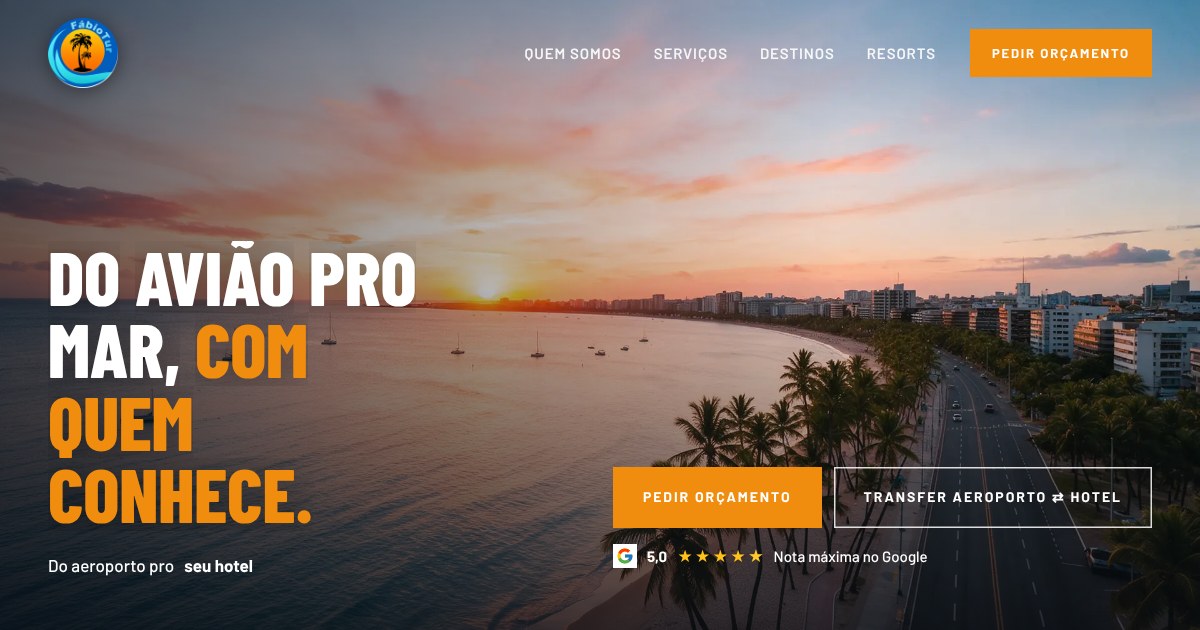 FábioTur
QUEM SOMOS
SERVIÇOS
DESTINOS
RESORTS
PEDIR ORÇAMENTO
DO AVIÃO PRO
MAR, COM
QUEM
CONHECE.
Do aeroporto pro seu hotel
PEDIR ORÇAMENTO
TRANSFER AEROPORTO ⇄ HOTEL
G 5,0 ★★★★★ Nota máxima no Google